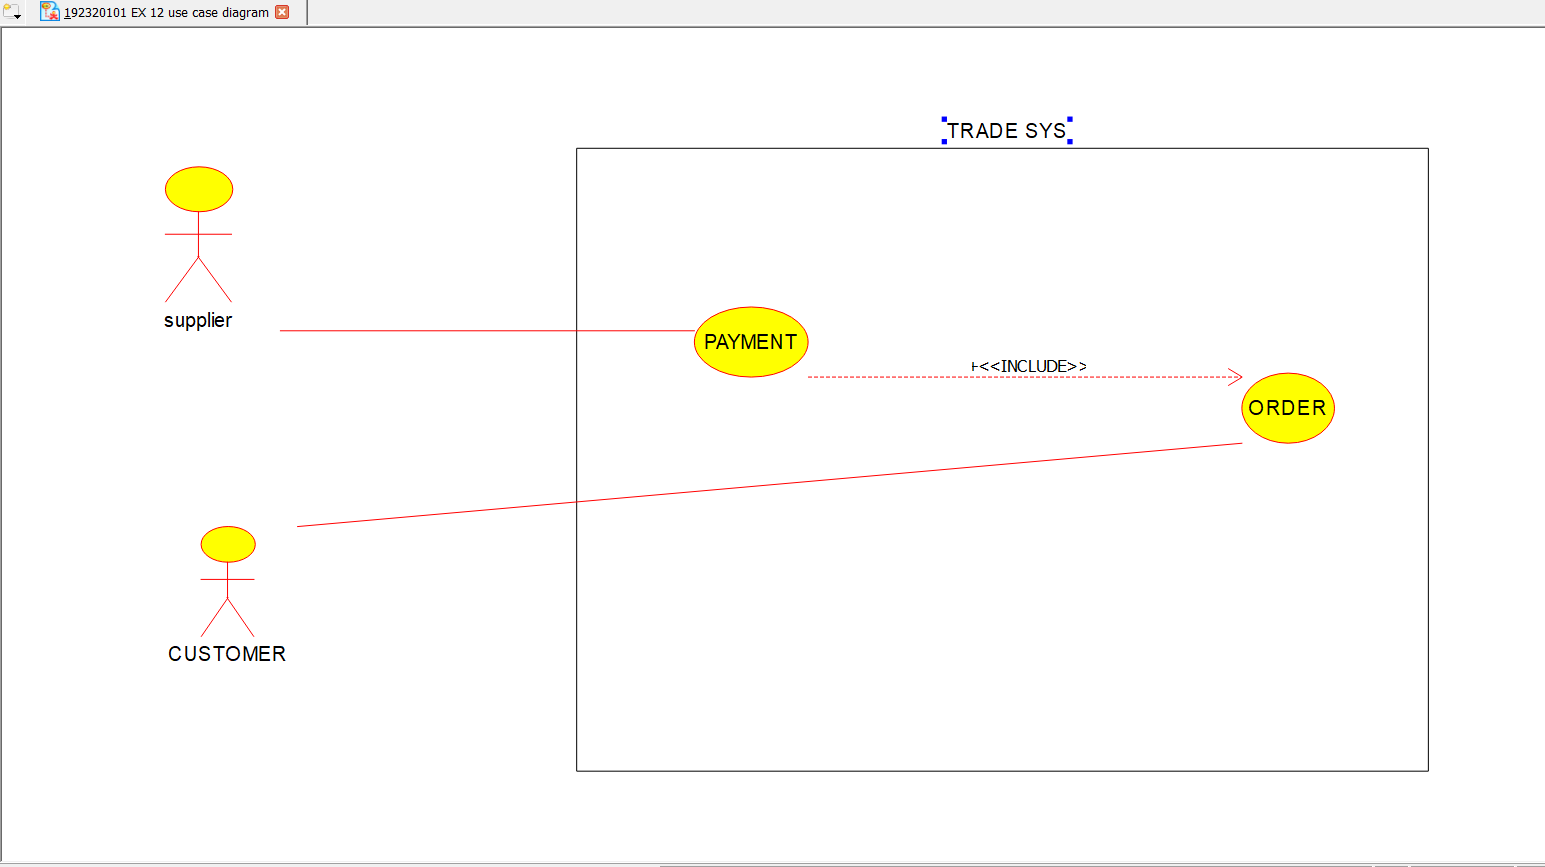 192320101 EX 12 use case diagram
TRADE SYS
supplier
PAYMENT
+<<INCLUDE>>
ORDER
CUSTOMER